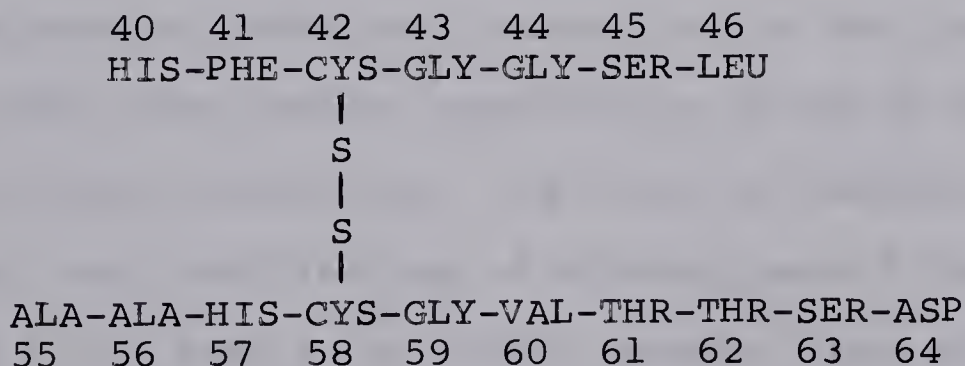 40 41 42 43 44 45 46
HIS-PHE-CYS-GLY-GLY-SER-LEU
S
S
ALA-ALA-HIS-CYS-GLY-VAL-THR-THR-SER-ASP
55 56 57 58 59 60 61 62 63 64